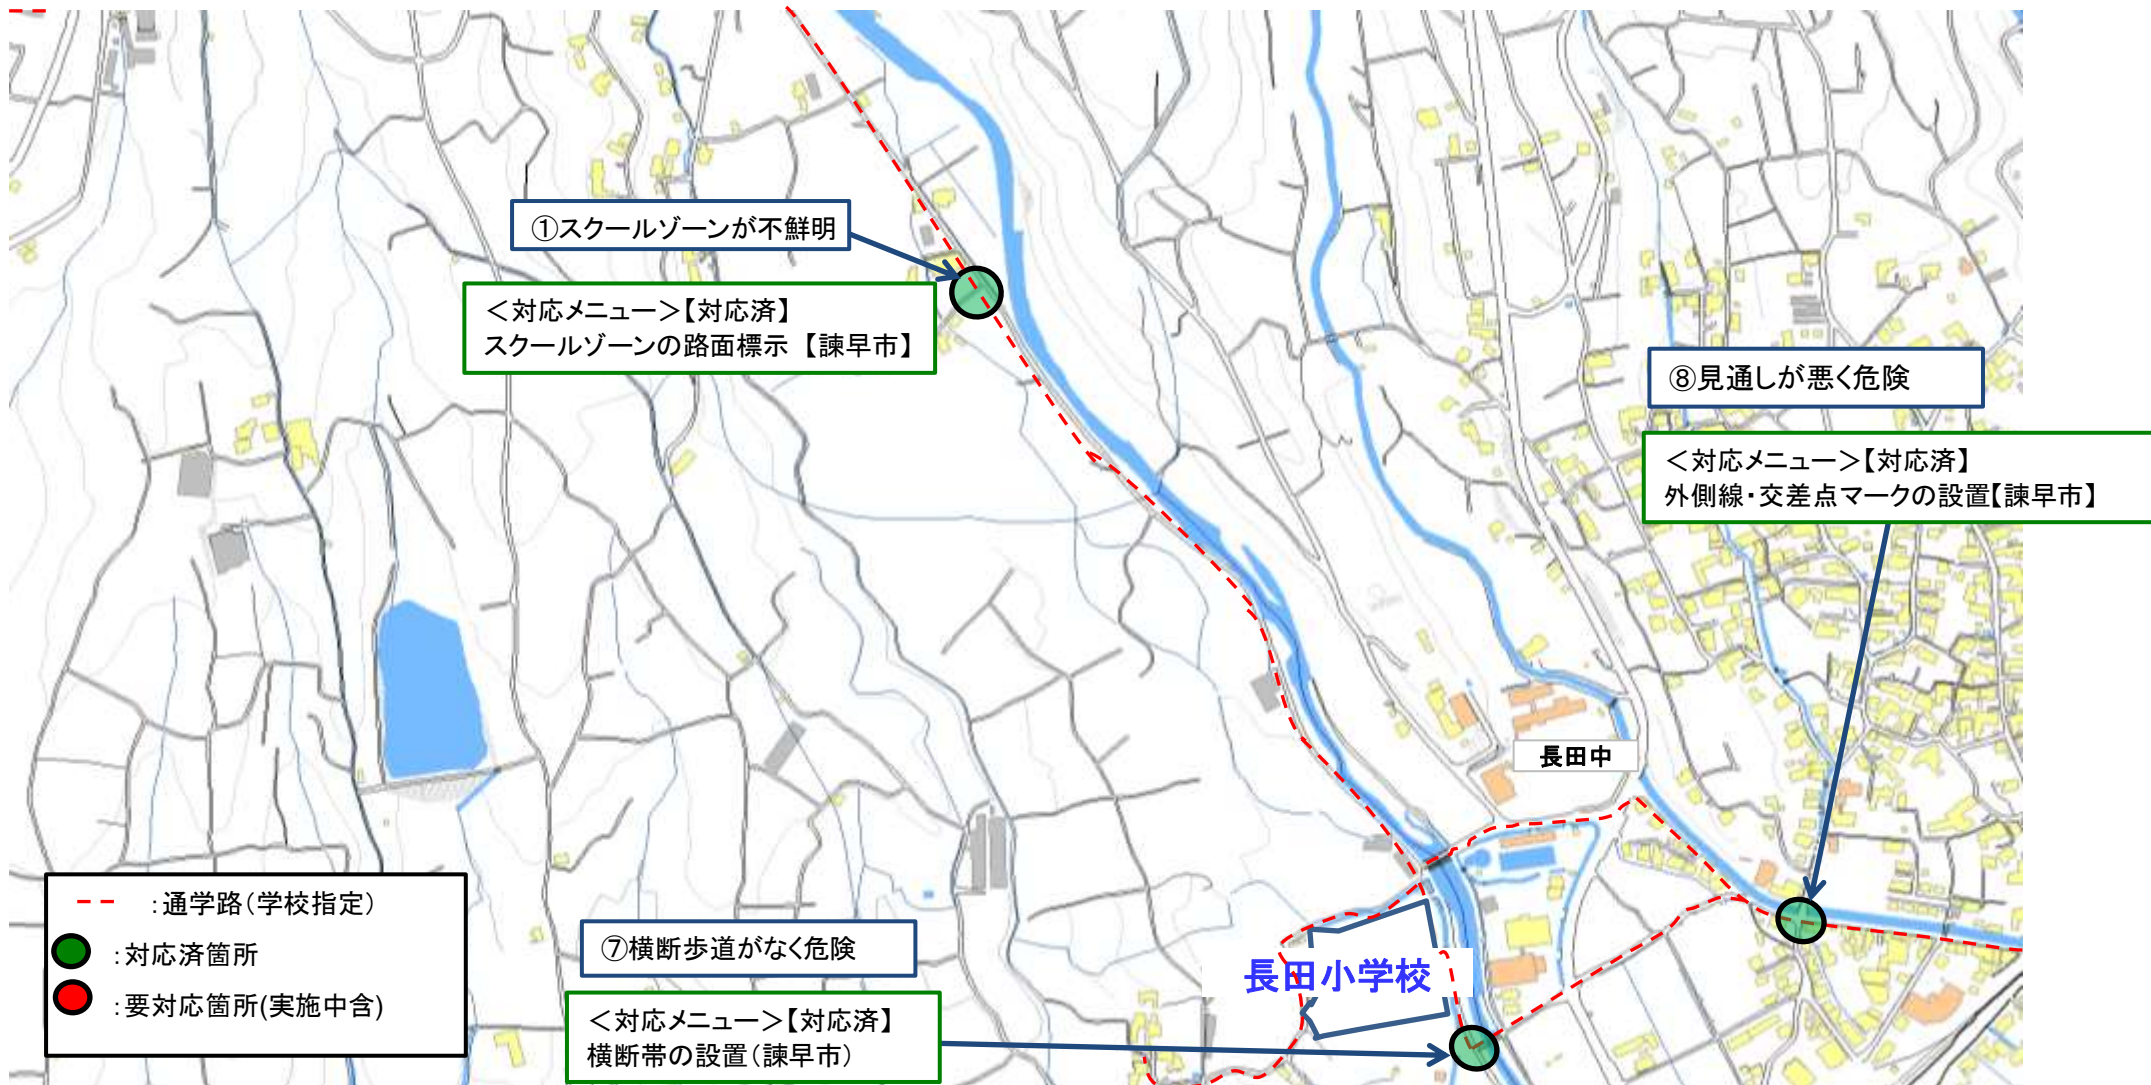 ①スクールゾーンが不鮮明
＜対応メニュー＞【対応済】
スクールゾーンの路面標示 【諫早市】
⑧見通しが悪く危険
＜対応メニュー＞【対応済】
外側線・交差点マークの設置【諫早市】
長田中
：通学路（学校指定）
：対応済箇所
：要対応箇所(実施中含)
⑦横断歩道がなく危険
＜対応メニュー＞【対応済】
横断帯の設置（諫早市）
長田小学校